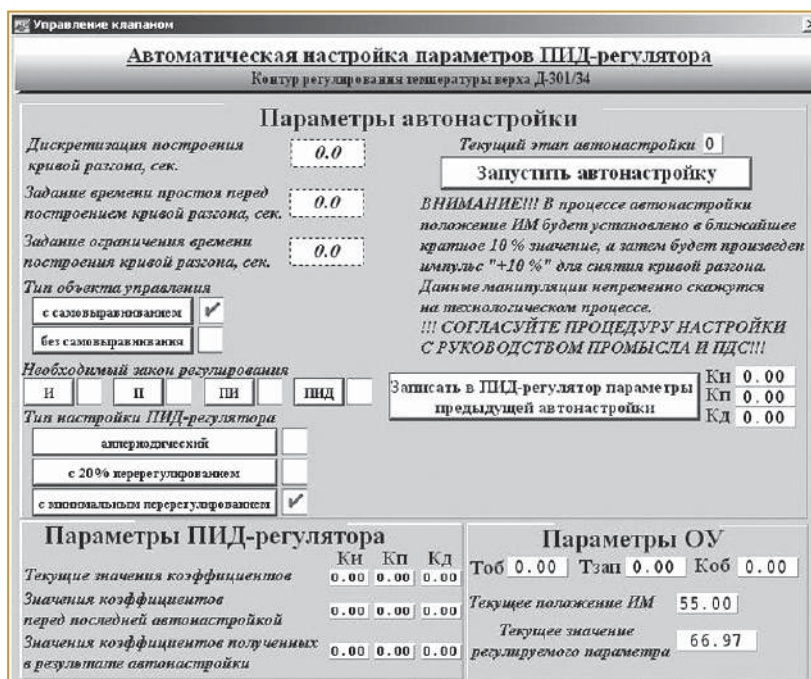 Управление клапаном
Автоматическая настройка параметров ПИД-регулятора
Контур регулирования температуры верха Д-301/34
Параметры автонастройки
Дискретизация построения
кривой разгона, сек.
0.0
Задание времени простоя перед
построением кривой разгона, сек.
0.0
Задание ограничения времени
построения кривой разгона, сек.
0.0
Тип объекта управления
с самовыравниванием ✔
без самовыравнивания
Необходимый закон регулирования
И П ПИ ПИД
Тип настройки ПИД-регулятора
апериодический
с 20% перерегулированием
с минимальным перерегулированием ✔
Текущий этап автонастройки 0
Запустить автонастройку
ВНИМАНИЕ!!! В процессе автонастройки
положение ИМ будет установлено в ближайшее
кратное 10 % значение, а затем будет произведен
импульс "+10 %" для снятия кривой разгона.
Данные манипуляции непременно скажутся
на технологическом процессе.
!!! СОГЛАСУЙТЕ ПРОЦЕДУРУ НАСТРОЙКИ
С РУКОВОДСТВОМ ПРОМЫСЛА И ПДС!!!
Записать в ПИД-регулятор параметры
предыдущей автонастройки
Ки 0.00
Кп 0.00
Кд 0.00
Параметры ПИД-регулятора
Ки Кп Кд
Текущие значения коэффициентов 0.00 0.00 0.00
Значения коэффициентов
перед последней автонастройкой 0.00 0.00 0.00
Значения коэффициентов полученных
в результате автонастройки 0.00 0.00 0.00
Параметры ОУ
Тоб 0.00 Тзап 0.00 Коб 0.00
Текущее положение ИМ 55.00
Текущее значение
регулируемого параметра 66.97